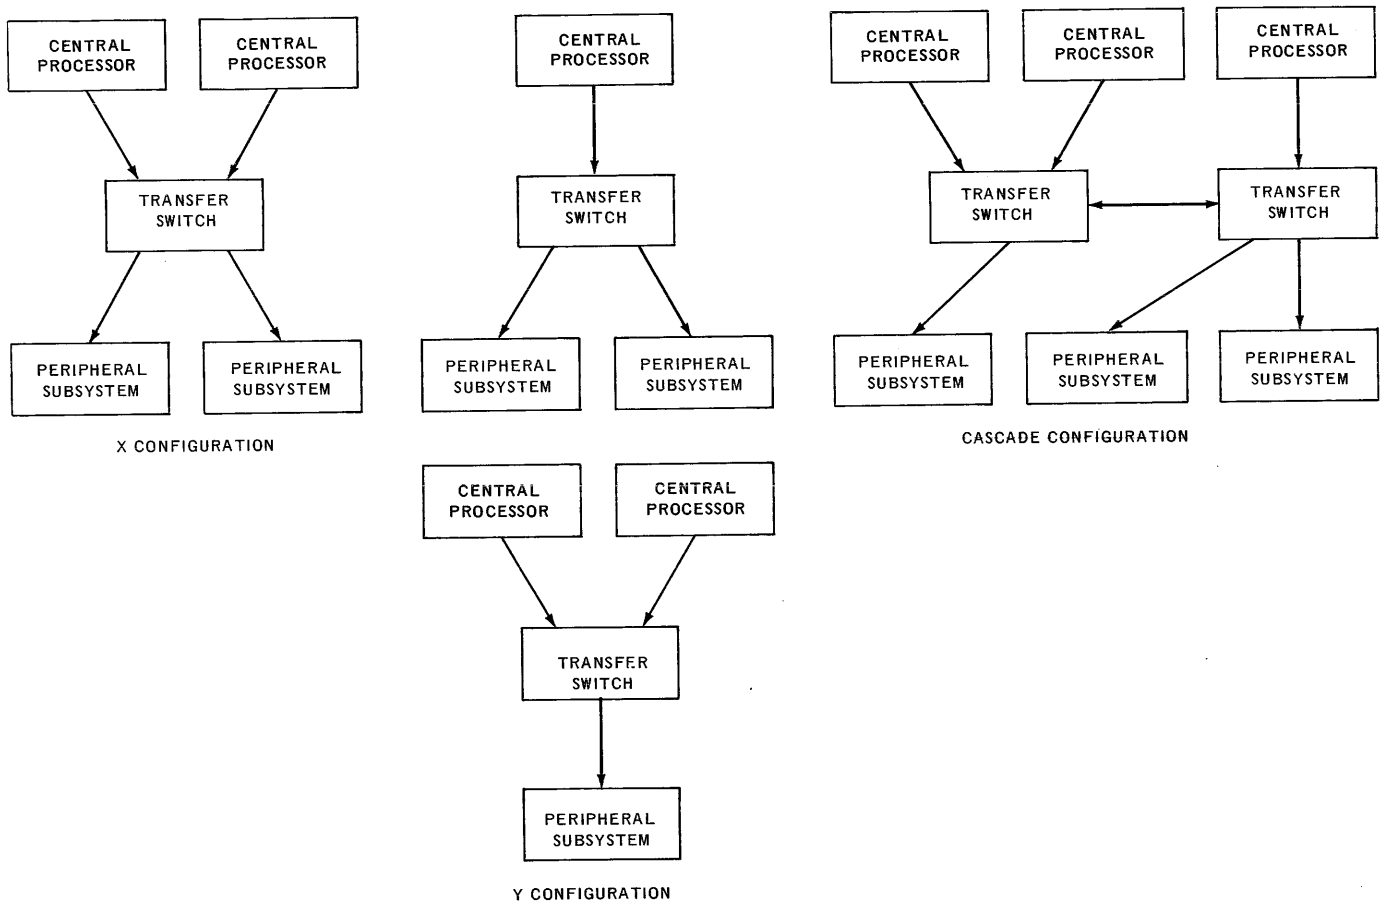 CENTRAL
PROCESSOR
CENTRAL
PROCESSOR
TRANSFER
SWITCH
PERIPHERAL
SUBSYSTEM
PERIPHERAL
SUBSYSTEM
X CONFIGURATION
CENTRAL
PROCESSOR
TRANSFER
SWITCH
PERIPHERAL
SUBSYSTEM
PERIPHERAL
SUBSYSTEM
CENTRAL
PROCESSOR
CENTRAL
PROCESSOR
TRANSFER
SWITCH
PERIPHERAL
SUBSYSTEM
Y CONFIGURATION
CENTRAL
PROCESSOR
CENTRAL
PROCESSOR
CENTRAL
PROCESSOR
TRANSFER
SWITCH
TRANSFER
SWITCH
PERIPHERAL
SUBSYSTEM
PERIPHERAL
SUBSYSTEM
PERIPHERAL
SUBSYSTEM
CASCADE CONFIGURATION